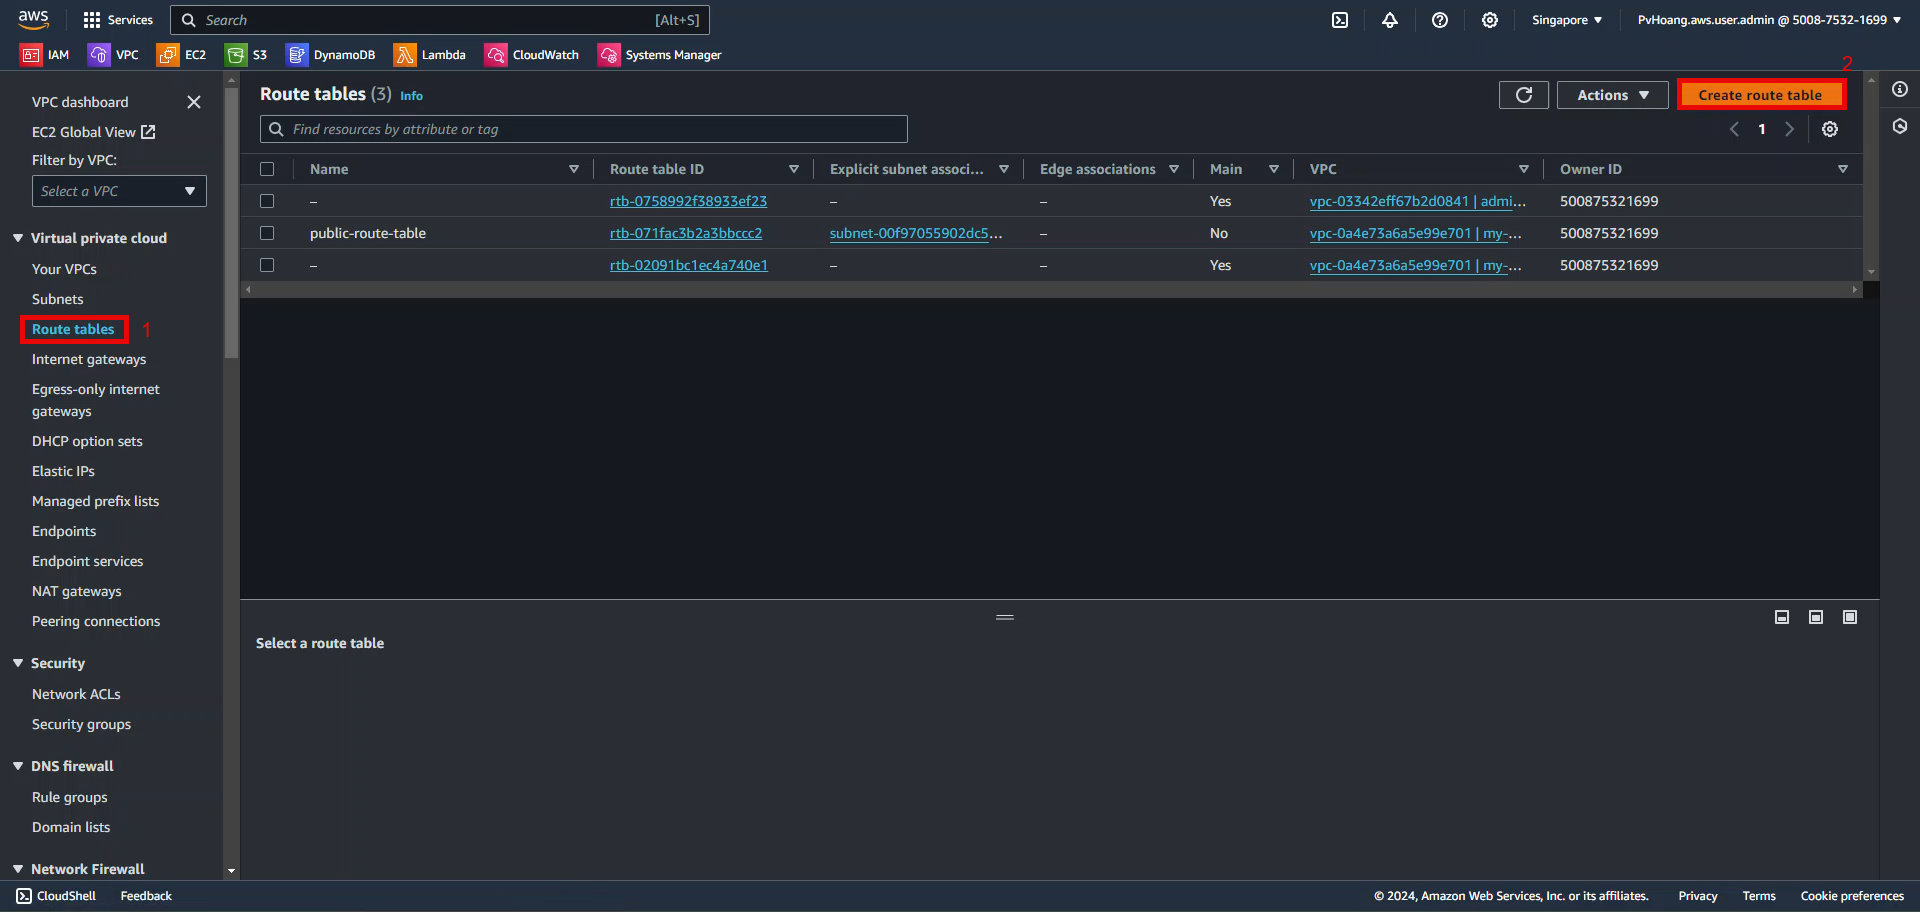 aws Services Search [Alt+S] Singapore PvHoang.aws.user.admin @ 5008-7532-1699
IAM VPC EC2 S3 DynamoDB Lambda CloudWatch Systems Manager
2
VPC dashboard
EC2 Global View
Filter by VPC:
Select a VPC
Virtual private cloud
Your VPCs
Subnets
Route tables 1
Internet gateways
Egress-only internet
gateways
DHCP option sets
Elastic IPs
Managed prefix lists
Endpoints
Endpoint services
NAT gateways
Peering connections
Security
Network ACLs
Security groups
DNS firewall
Rule groups
Domain lists
Network Firewall
Route tables (3) Info Actions Create route table
Find resources by attribute or tag 1
Name Route table ID Explicit subnet associ... Edge associations Main VPC Owner ID
– rtb-0758992f38933ef23 – – Yes vpc-03342eff67b2d0841 | admi... 500875321699
public-route-table rtb-071fac3b2a3bbccc2 subnet-00f97055902dc5... – No vpc-0a4e73a6a5e99e701 | my-... 500875321699
– rtb-02091bc1ec4a740e1 – – Yes vpc-0a4e73a6a5e99e701 | my-... 500875321699
Select a route table
CloudShell Feedback © 2024, Amazon Web Services, Inc. or its affiliates. Privacy Terms Cookie preferences